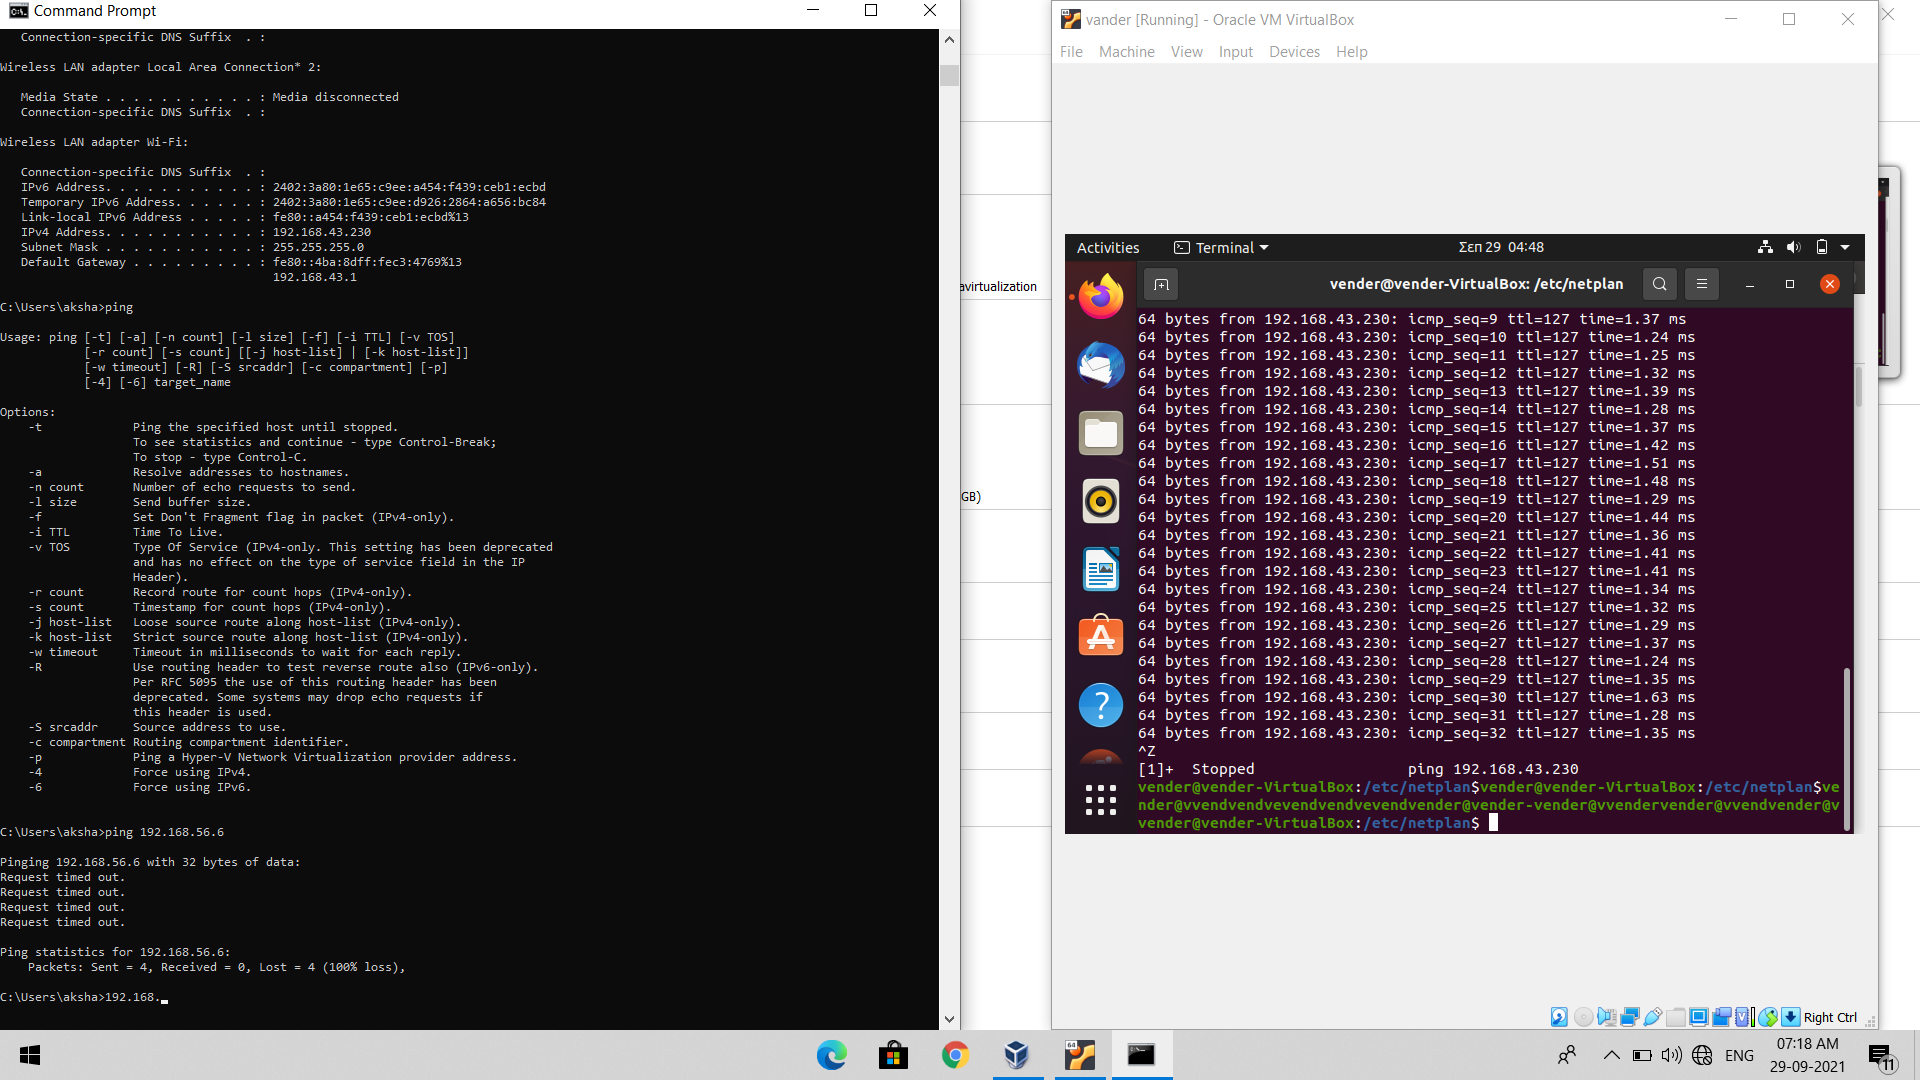 Command Prompt
   Connection-specific DNS Suffix  . :
Wireless LAN adapter Local Area Connection* 2:
   Media State . . . . . . . . . . . : Media disconnected
   Connection-specific DNS Suffix  . :
Wireless LAN adapter Wi-Fi:
   Connection-specific DNS Suffix  . :
   IPv6 Address. . . . . . . . . . . : 2402:3a80:1e65:c9ee:a454:f439:ceb1:ecbd
   Temporary IPv6 Address. . . . . . : 2402:3a80:1e65:c9ee:d926:2864:a656:bc84
   Link-local IPv6 Address . . . . . : fe80::a454:f439:ceb1:ecbd%13
   IPv4 Address. . . . . . . . . . . : 192.168.43.230
   Subnet Mask . . . . . . . . . . . : 255.255.255.0
   Default Gateway . . . . . . . . . : fe80::4ba:8dff:fec3:4769%13
                                       192.168.43.1
C:\Users\aksha>ping
Usage: ping [-t] [-a] [-n count] [-l size] [-f] [-i TTL] [-v TOS]
            [-r count] [-s count] [[-j host-list] | [-k host-list]]
            [-w timeout] [-R] [-S srcaddr] [-c compartment] [-p]
            [-4] [-6] target_name
Options:
    -t             Ping the specified host until stopped.
                   To see statistics and continue - type Control-Break;
                   To stop - type Control-C.
    -a             Resolve addresses to hostnames.
    -n count       Number of echo requests to send.
    -l size        Send buffer size.
    -f             Set Don't Fragment flag in packet (IPv4-only).
    -i TTL         Time To Live.
    -v TOS         Type Of Service (IPv4-only. This setting has been deprecated
                   and has no effect on the type of service field in the IP
                   Header).
    -r count       Record route for count hops (IPv4-only).
    -s count       Timestamp for count hops (IPv4-only).
    -j host-list   Loose source route along host-list (IPv4-only).
    -k host-list   Strict source route along host-list (IPv4-only).
    -w timeout     Timeout in milliseconds to wait for each reply.
    -R             Use routing header to test reverse route also (IPv6-only).
                   Per RFC 5095 the use of this routing header has been
                   deprecated. Some systems may drop echo requests if
                   this header is used.
    -S srcaddr     Source address to use.
    -c compartment Routing compartment identifier.
    -p             Ping a Hyper-V Network Virtualization provider address.
    -4             Force using IPv4.
    -6             Force using IPv6.
C:\Users\aksha>ping 192.168.56.6
Pinging 192.168.56.6 with 32 bytes of data:
Request timed out.
Request timed out.
Request timed out.
Request timed out.
Ping statistics for 192.168.56.6:
    Packets: Sent = 4, Received = 0, Lost = 4 (100% loss),
C:\Users\aksha>192.168.
avirtualization
GB)
vander [Running] - Oracle VM VirtualBox
File Machine View Input Devices Help
Activities Terminal Σεπ 29 04:48
vender@vender-VirtualBox: /etc/netplan
64 bytes from 192.168.43.230: icmp_seq=9 ttl=127 time=1.37 ms
64 bytes from 192.168.43.230: icmp_seq=10 ttl=127 time=1.24 ms
64 bytes from 192.168.43.230: icmp_seq=11 ttl=127 time=1.25 ms
64 bytes from 192.168.43.230: icmp_seq=12 ttl=127 time=1.32 ms
64 bytes from 192.168.43.230: icmp_seq=13 ttl=127 time=1.39 ms
64 bytes from 192.168.43.230: icmp_seq=14 ttl=127 time=1.28 ms
64 bytes from 192.168.43.230: icmp_seq=15 ttl=127 time=1.37 ms
64 bytes from 192.168.43.230: icmp_seq=16 ttl=127 time=1.42 ms
64 bytes from 192.168.43.230: icmp_seq=17 ttl=127 time=1.51 ms
64 bytes from 192.168.43.230: icmp_seq=18 ttl=127 time=1.48 ms
64 bytes from 192.168.43.230: icmp_seq=19 ttl=127 time=1.29 ms
64 bytes from 192.168.43.230: icmp_seq=20 ttl=127 time=1.44 ms
64 bytes from 192.168.43.230: icmp_seq=21 ttl=127 time=1.36 ms
64 bytes from 192.168.43.230: icmp_seq=22 ttl=127 time=1.41 ms
64 bytes from 192.168.43.230: icmp_seq=23 ttl=127 time=1.41 ms
64 bytes from 192.168.43.230: icmp_seq=24 ttl=127 time=1.34 ms
64 bytes from 192.168.43.230: icmp_seq=25 ttl=127 time=1.32 ms
64 bytes from 192.168.43.230: icmp_seq=26 ttl=127 time=1.29 ms
64 bytes from 192.168.43.230: icmp_seq=27 ttl=127 time=1.37 ms
64 bytes from 192.168.43.230: icmp_seq=28 ttl=127 time=1.24 ms
64 bytes from 192.168.43.230: icmp_seq=29 ttl=127 time=1.35 ms
64 bytes from 192.168.43.230: icmp_seq=30 ttl=127 time=1.63 ms
64 bytes from 192.168.43.230: icmp_seq=31 ttl=127 time=1.28 ms
64 bytes from 192.168.43.230: icmp_seq=32 ttl=127 time=1.35 ms
^Z
[1]+  Stopped                 ping 192.168.43.230
vender@vender-VirtualBox:/etc/netplan$vender@vender-VirtualBox:/etc/netplan$ve
nder@vvendvendvevendvendvevendvender@vender-vender@vvendervender@vvendvender@v
vender@vender-VirtualBox:/etc/netplan$
Right Ctrl
64
ENG
07:18 AM
29-09-2021
11